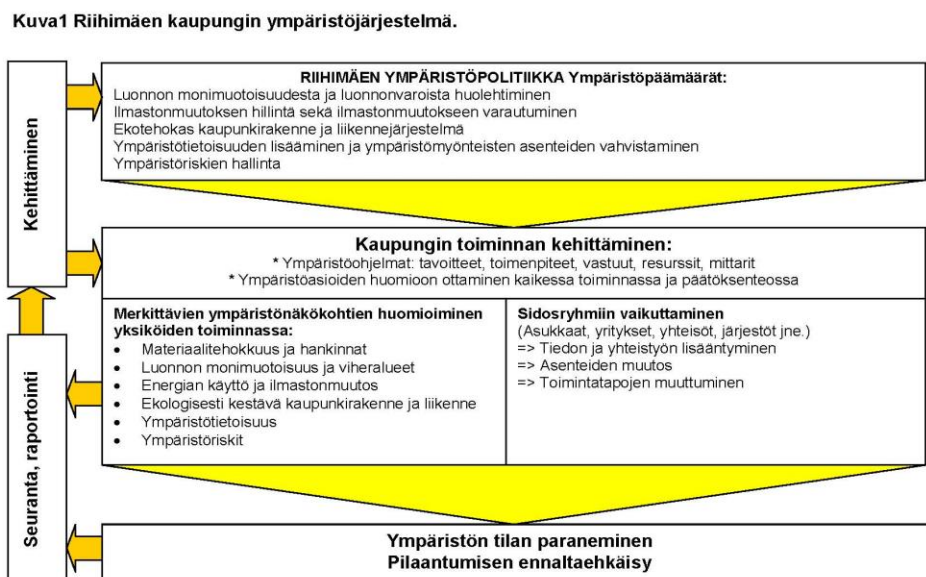 Kuva1 Riihimäen kaupungin ympäristöjärjestelmä.
Kehittäminen
RIIHIMÄEN YMPÄRISTÖPOLITIIKKA Ympäristöpäämäärät:
Luonnon monimuotoisuudesta ja luonnonvaroista huolehtiminen
Ilmastonmuutoksen hillintä sekä ilmastonmuutokseen varautuminen
Ekotehokas kaupunkirakenne ja liikennejärjestelmä
Ympäristötietoisuuden lisääminen ja ympäristömyönteisten asenteiden vahvistaminen
Ympäristöriskien hallinta
Kaupungin toiminnan kehittäminen:
* Ympäristöohjelmat: tavoitteet, toimenpiteet, vastuut, resurssit, mittarit
* Ympäristöasioiden huomioon ottaminen kaikessa toiminnassa ja päätöksenteossa
Seuranta, raportointi
Merkittävien ympäristönäkökohtien huomioiminen
yksiköiden toiminnassa:
• Materiaalitehokkuus ja hankinnat
• Luonnon monimuotoisuus ja viheralueet
• Energian käyttö ja ilmastonmuutos
• Ekologisesti kestävä kaupunkirakenne ja liikenne
• Ympäristötietoisuus
• Ympäristöriskit
Sidosryhmiin vaikuttaminen
(Asukkaat, yritykset, yhteisöt, järjestöt jne.)
=> Tiedon ja yhteistyön lisääntyminen
=> Asenteiden muutos
=> Toimintatapojen muuttuminen
Ympäristön tilan paraneminen
Pilaantumisen ennaltaehkäisy